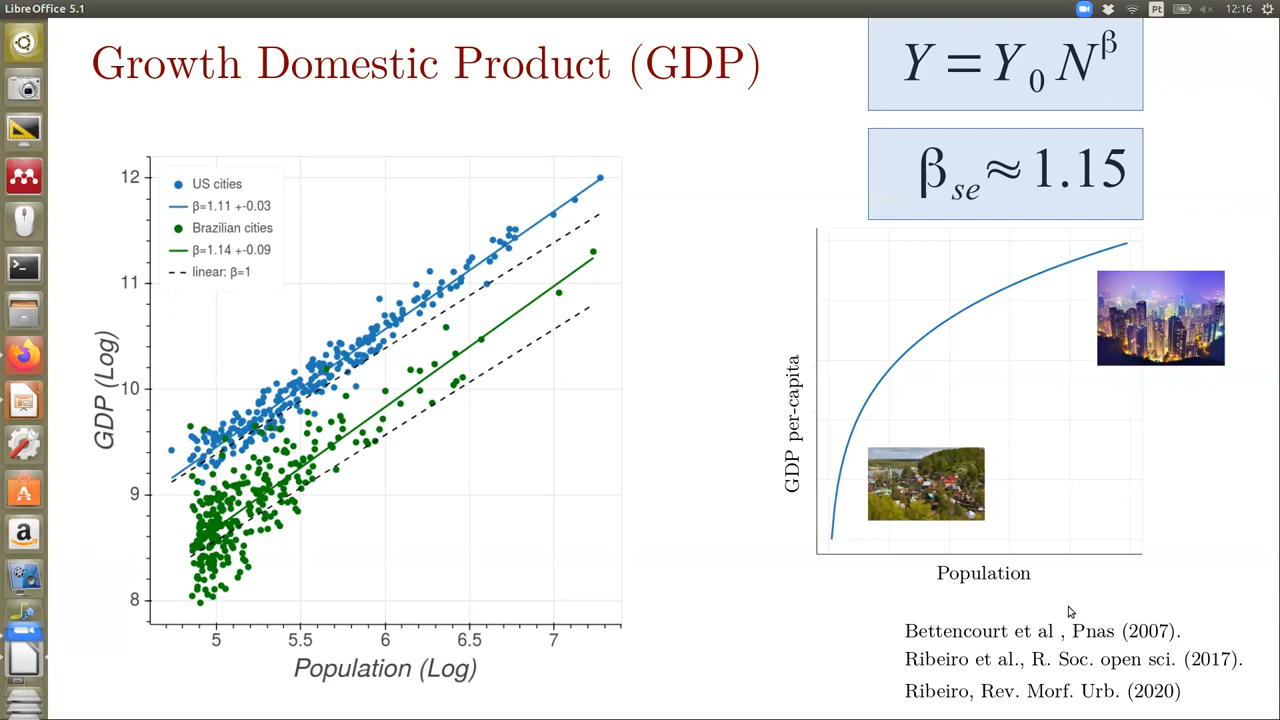 LibreOffice 5.1
Pt
12:16
Growth Domestic Product (GDP)
Y = Y0 N^β
βse ≈ 1.15
US cities
β=1.11 +-0.03
Brazilian cities
β=1.14 +-0.09
linear: β=1
12
11
10
9
8
GDP (Log)
5
5.5
6
6.5
7
Population (Log)
GDP per-capita
Population
Bettencourt et al , Pnas (2007).
Ribeiro et al., R. Soc. open sci. (2017).
Ribeiro, Rev. Morf. Urb. (2020)